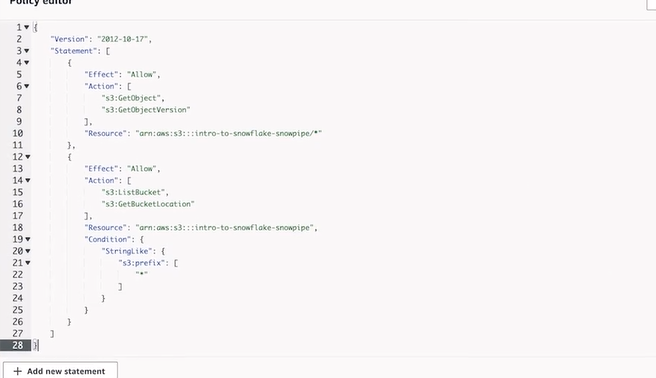 Policy editor
1 {
2 "Version": "2012-10-17",
3 "Statement": [
4 {
5 "Effect": "Allow",
6 "Action": [
7 "s3:GetObject",
8 "s3:GetObjectVersion"
9 ],
10 "Resource": "arn:aws:s3:::intro-to-snowflake-snowpipe/*"
11 },
12 {
13 "Effect": "Allow",
14 "Action": [
15 "s3:ListBucket",
16 "s3:GetBucketLocation"
17 ],
18 "Resource": "arn:aws:s3:::intro-to-snowflake-snowpipe",
19 "Condition": {
20 "StringLike": {
21 "s3:prefix": [
22 "*"
23 ]
24 }
25 }
26 }
27 ]
28 }
+ Add new statement